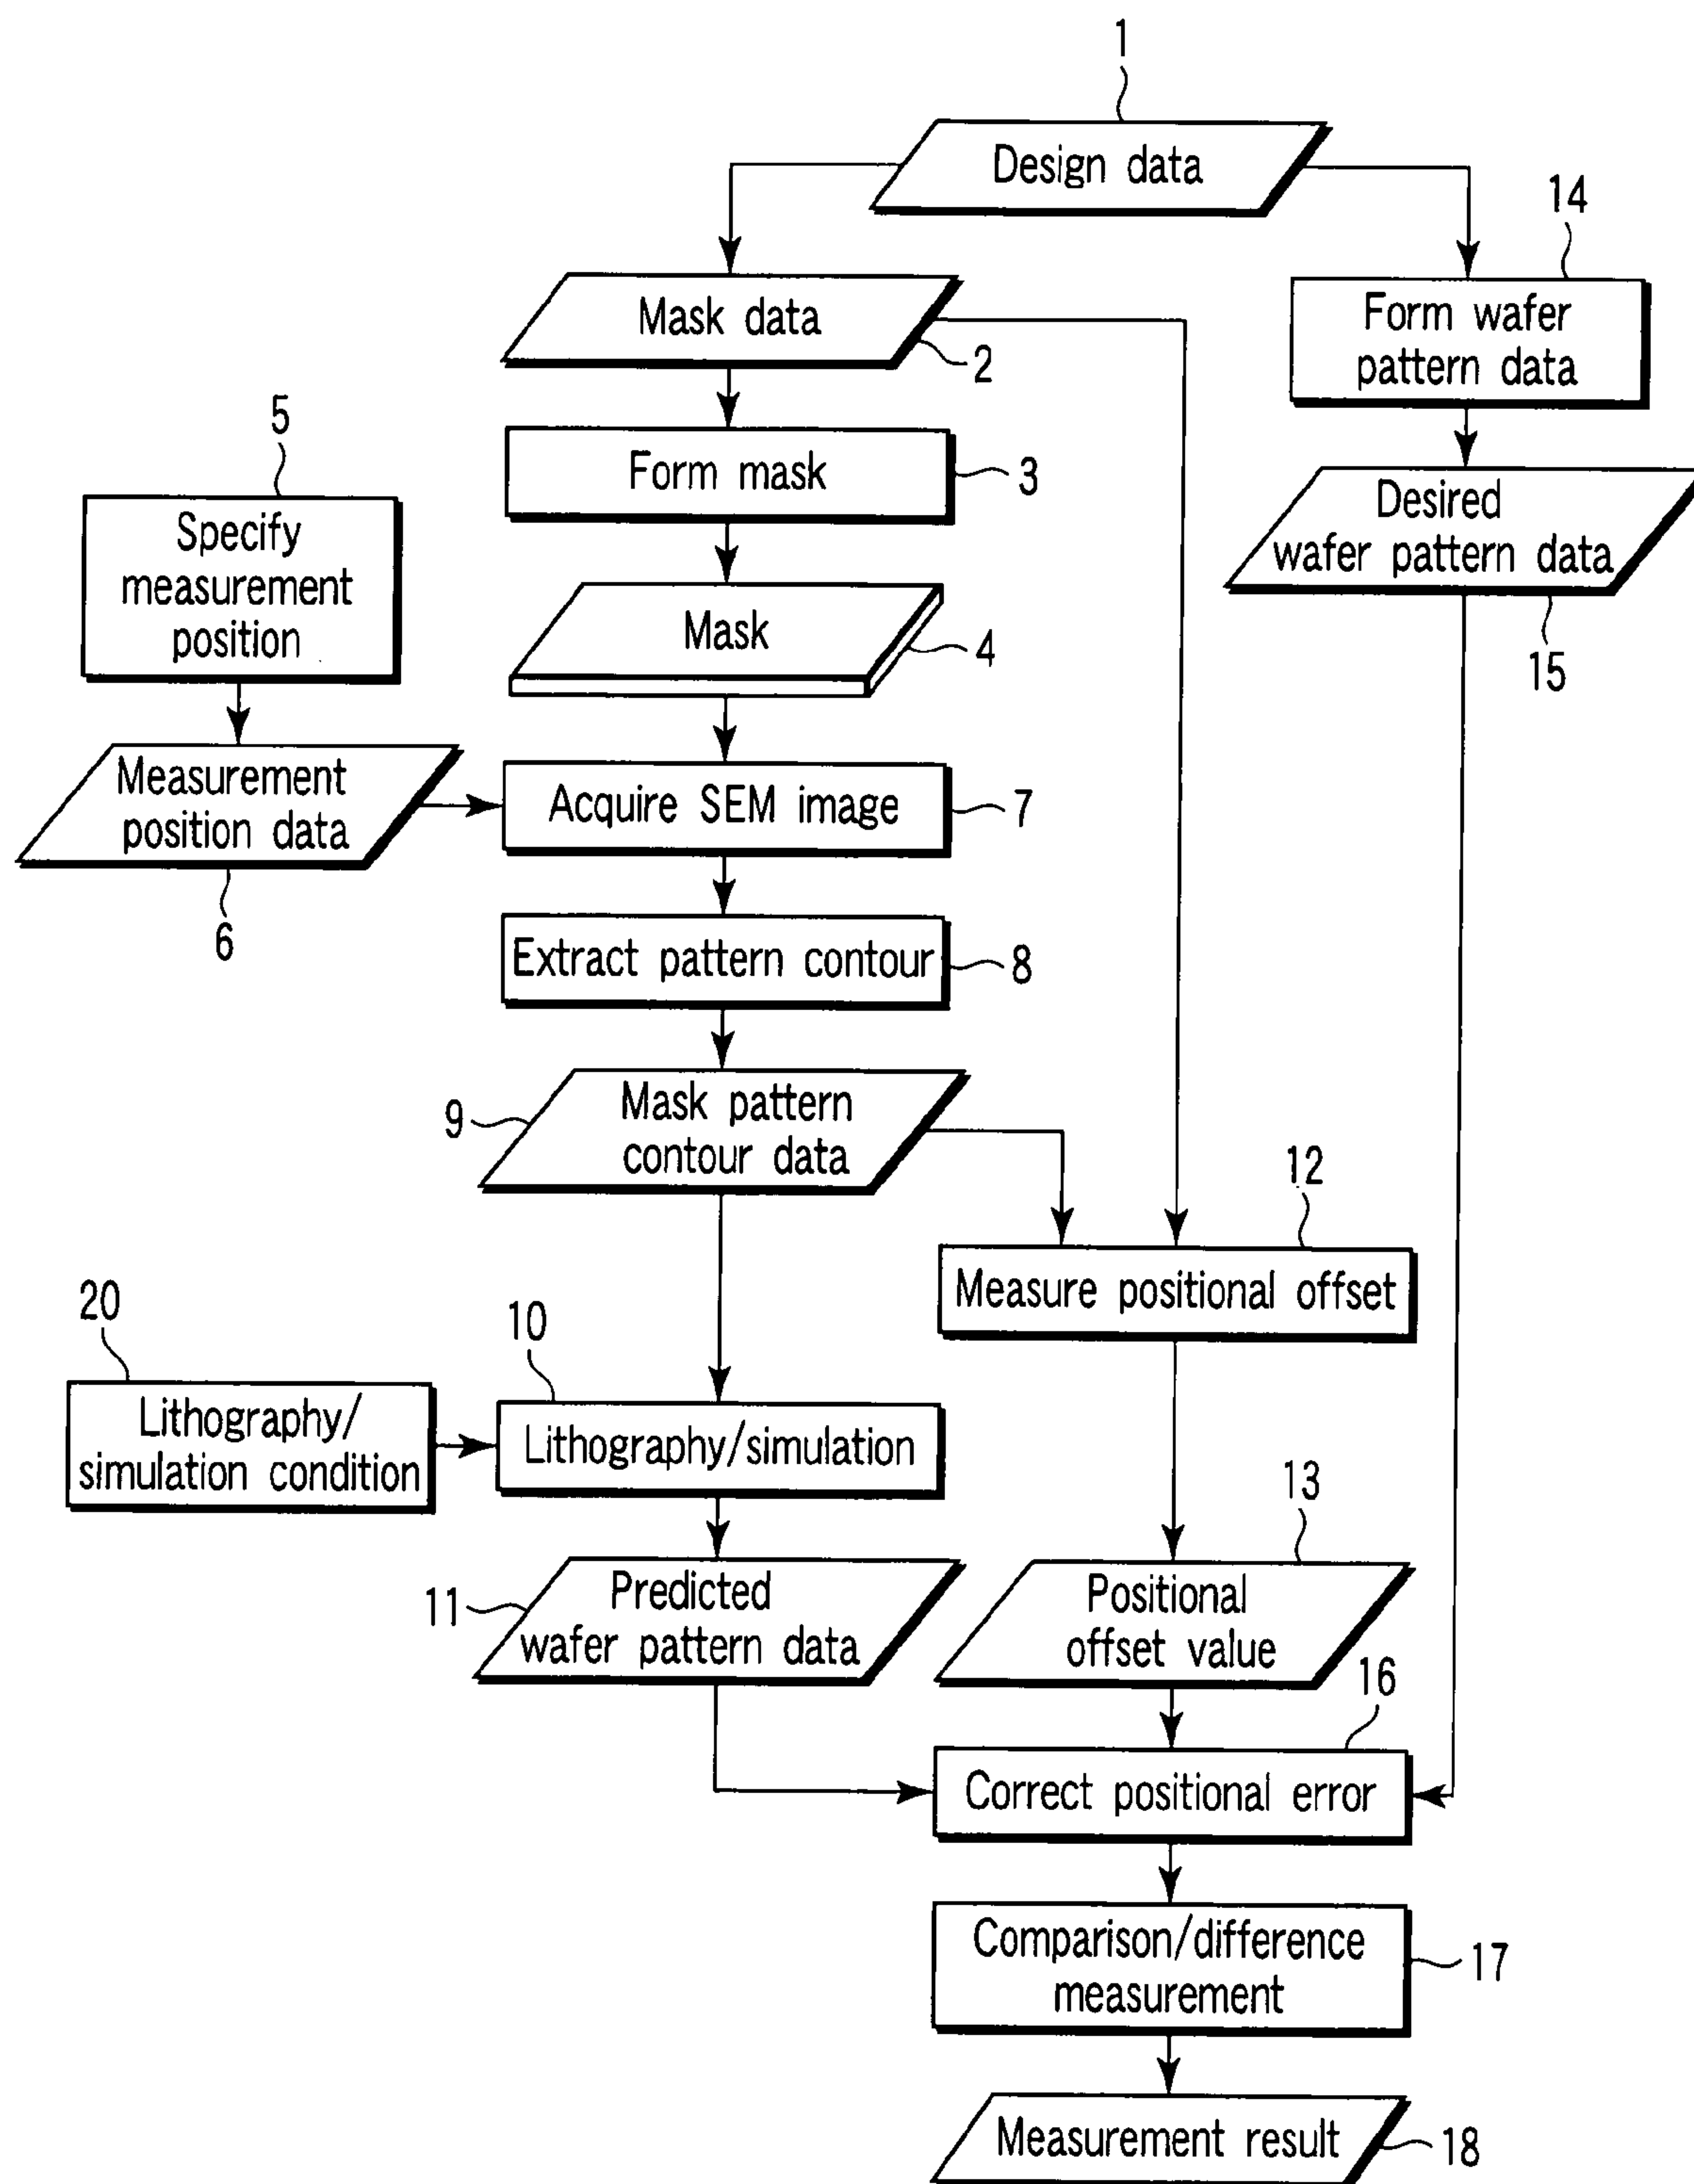 1
Design data
14
Mask data
2
Form wafer
pattern data
5
Form mask
3
Specify
measurement
position
Desired
wafer pattern data
15
Mask
4
Measurement
position data
6
Acquire SEM image
7
Extract pattern contour
8
9
Mask pattern
contour data
12
Measure positional offset
20
Lithography/
simulation condition
10
Lithography/simulation
13
11
Predicted
wafer pattern data
Positional
offset value
16
Correct positional error
Comparison/difference
measurement
17
Measurement result
18